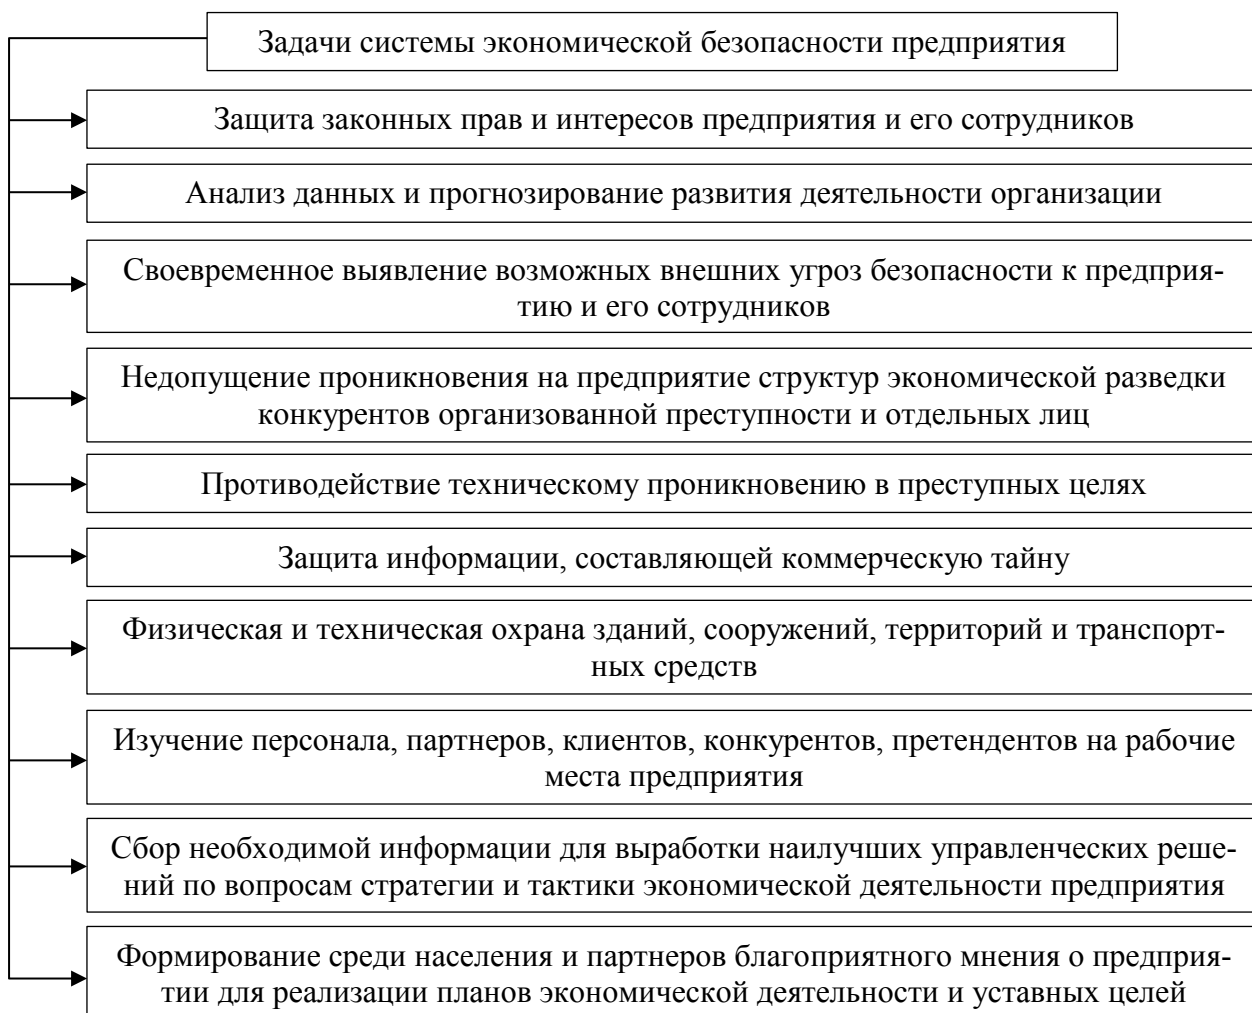 Задачи системы экономической безопасности предприятия
Защита законных прав и интересов предприятия и его сотрудников
Анализ данных и прогнозирование развития деятельности организации
Своевременное выявление возможных внешних угроз безопасности к предприя-
тию и его сотрудников
Недопущение проникновения на предприятие структур экономической разведки
конкурентов организованной преступности и отдельных лиц
Противодействие техническому проникновению в преступных целях
Защита информации, составляющей коммерческую тайну
Физическая и техническая охрана зданий, сооружений, территорий и транспорт-
ных средств
Изучение персонала, партнеров, клиентов, конкурентов, претендентов на рабочие
места предприятия
Сбор необходимой информации для выработки наилучших управленческих реше-
ний по вопросам стратегии и тактики экономической деятельности предприятия
Формирование среди населения и партнеров благоприятного мнения о предприя-
тии для реализации планов экономической деятельности и уставных целей